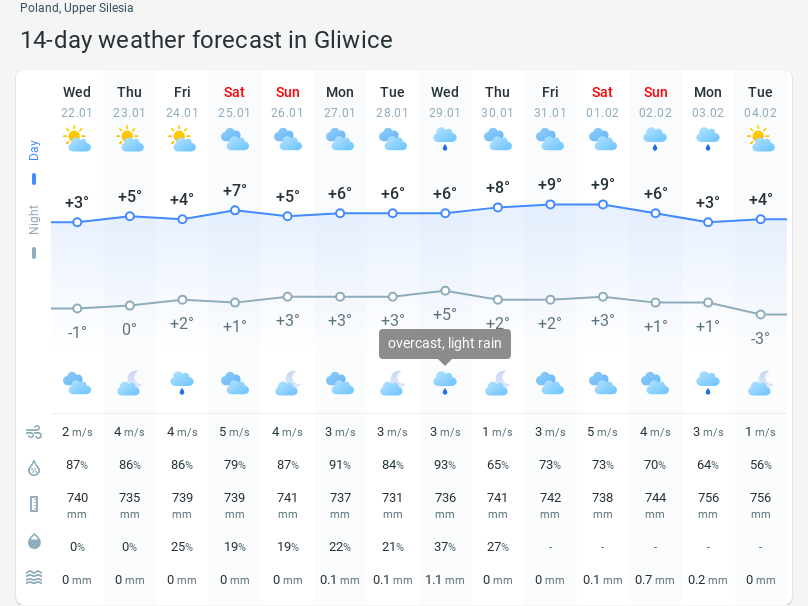 Poland, Upper Silesia
14-day weather forecast in Gliwice
Wed Thu Fri Sat Sun Mon Tue Wed Thu Fri Sat Sun Mon Tue
22.01 23.01 24.01 25.01 26.01 27.01 28.01 29.01 30.01 31.01 01.02 02.02 03.02 04.02
Day
Night
+3° +5° +4° +7° +5° +6° +6° +6° +8° +9° +9° +6° +3° +4°
-1° 0° +2° +1° +3° +3° +3° +5° +2° +2° +3° +1° +1° -3°
overcast, light rain
2 m/s 4 m/s 4 m/s 5 m/s 4 m/s 3 m/s 3 m/s 3 m/s 1 m/s 3 m/s 5 m/s 4 m/s 3 m/s 1 m/s
87% 86% 86% 79% 87% 91% 84% 93% 65% 73% 73% 70% 64% 56%
740 735 739 739 741 737 731 736 741 742 738 744 756 756
mm mm mm mm mm mm mm mm mm mm mm mm mm mm
0% 0% 25% 19% 19% 22% 21% 37% 27% - - - - -
0 mm 0 mm 0 mm 0 mm 0 mm 0.1 mm 0.1 mm 1.1 mm 0 mm 0 mm 0.1 mm 0.7 mm 0.2 mm 0 mm